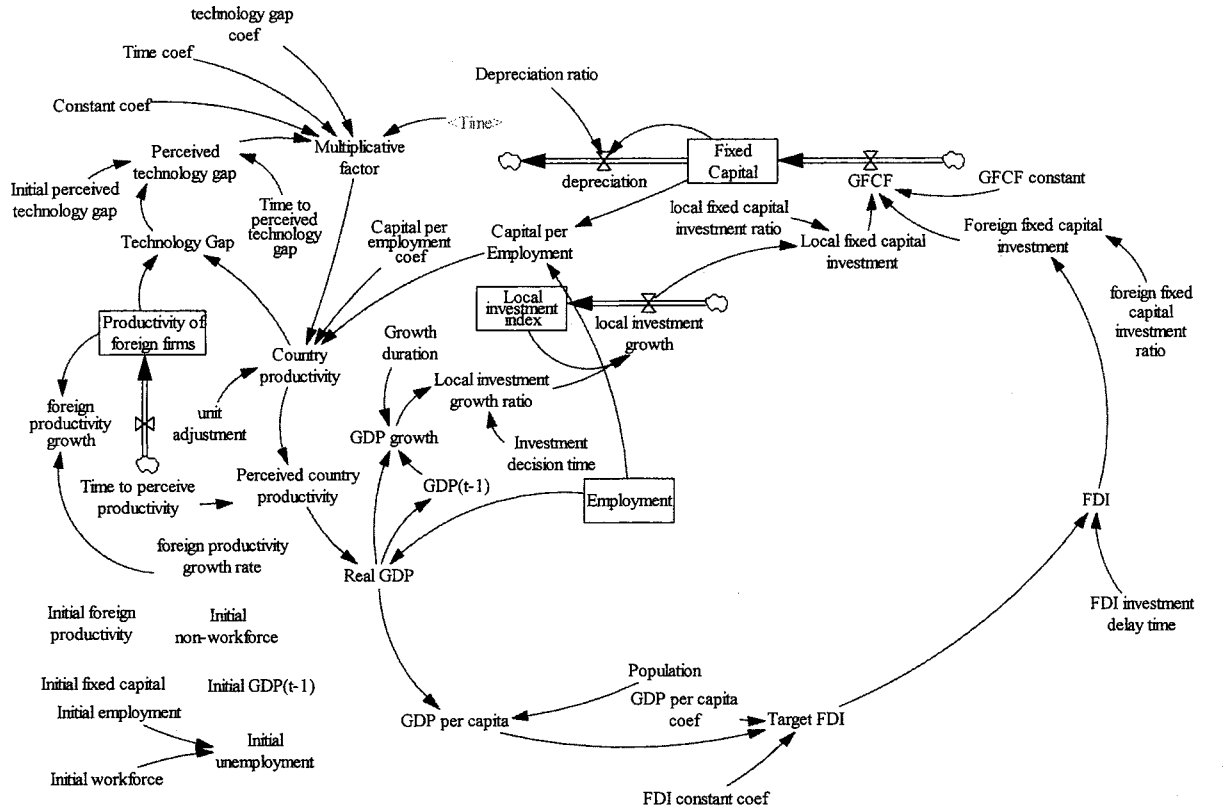 technology gap
coef
Time coef
Constant coef
<Time>
Depreciation ratio
Perceived
technology gap
Multiplicative
factor
Fixed
Capital
depreciation
GFCF
GFCF constant
Initial perceived
technology gap
Time to
perceived
technology
gap
local fixed capital
investment ratio
Technology Gap
Capital per
employment
coef
Capital per
Employment
Local fixed capital
investment
Foreign fixed capital
investment
Local
investment
index
local investment
growth
foreign fixed
capital
investment
ratio
Productivity of
foreign firms
Growth
duration
Country
productivity
Local investment
growth ratio
foreign
productivity
growth
unit
adjustment
GDP growth
Investment
decision time
Time to perceive
productivity
Perceived country
productivity
GDP(t-1)
Employment
FDI
foreign productivity
growth rate
Real GDP
Initial foreign
productivity
Initial
non-workforce
FDI investment
delay time
Initial fixed capital
Initial GDP(t-1)
Population
Initial employment
GDP per capita
GDP per capita
coef
Target FDI
Initial
unemployment
Initial workforce
FDI constant coef